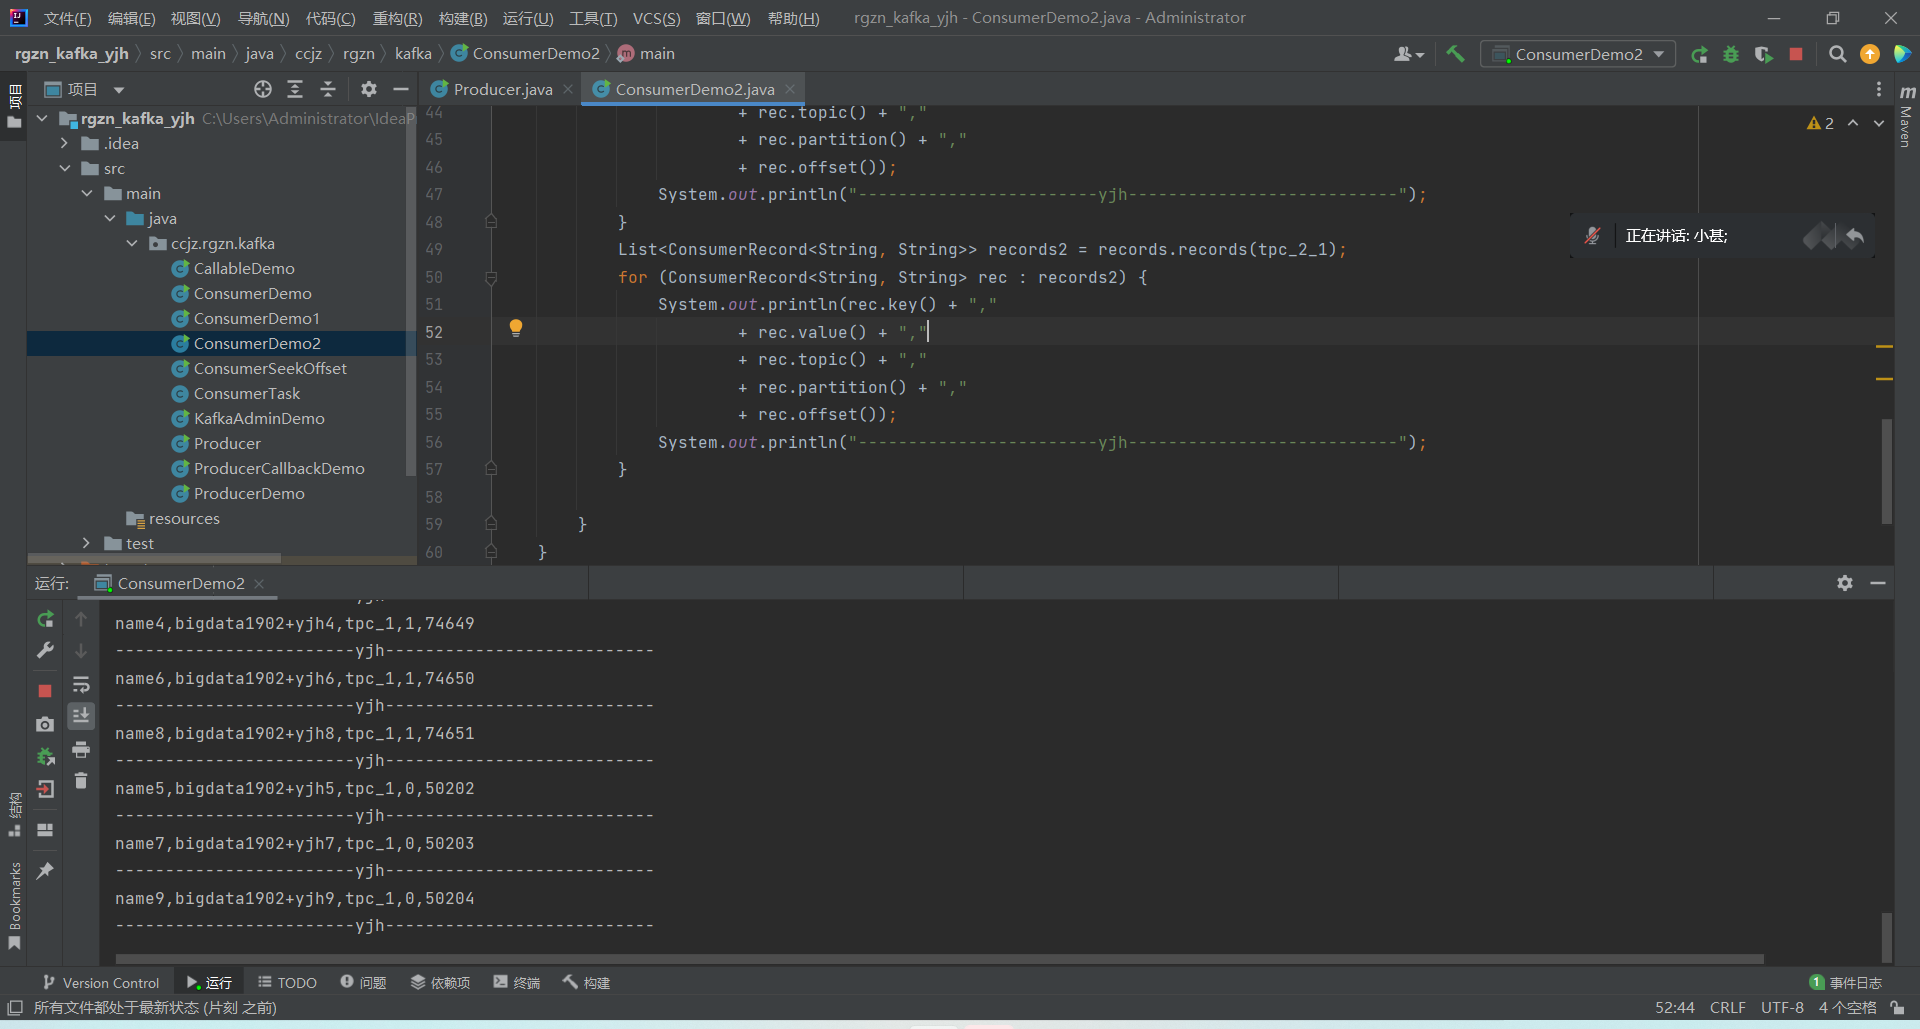 文件(F) 编辑(E) 视图(V) 导航(N) 代码(C) 重构(R) 构建(B) 运行(U) 工具(T) VCS(S) 窗口(W) 帮助(H) rgzn_kafka_yjh - ConsumerDemo2.java - Administrator
rgzn_kafka_yjh src main java ccjz rgzn kafka ConsumerDemo2 main
ConsumerDemo2
项目
Producer.java
ConsumerDemo2.java
项目
rgzn_kafka_yjh C:\Users\Administrator\IdeaP
.idea
src
main
java
ccjz.rgzn.kafka
CallableDemo
ConsumerDemo
ConsumerDemo1
ConsumerDemo2
ConsumerSeekOffset
ConsumerTask
KafkaAdminDemo
Producer
ProducerCallbackDemo
ProducerDemo
resources
test
44 + rec.topic() + ","
45 + rec.partition() + ","
46 + rec.offset());
47 System.out.println("------------------------yjh---------------------------");
48 }
49 List<ConsumerRecord<String, String>> records2 = records.records(tpc_2_1);
50 for (ConsumerRecord<String, String> rec : records2) {
51 System.out.println(rec.key() + ","
52 + rec.value() + ","
53 + rec.topic() + ","
54 + rec.partition() + ","
55 + rec.offset());
56 System.out.println("------------------------yjh---------------------------");
57 }
58
59 }
60 }
2
Maven
正在讲话: 小甚;
运行: ConsumerDemo2
name4,bigdata1902+yjh4,tpc_1,1,74649
------------------------yjh---------------------------
name6,bigdata1902+yjh6,tpc_1,1,74650
------------------------yjh---------------------------
name8,bigdata1902+yjh8,tpc_1,1,74651
------------------------yjh---------------------------
name5,bigdata1902+yjh5,tpc_1,0,50202
------------------------yjh---------------------------
name7,bigdata1902+yjh7,tpc_1,0,50203
------------------------yjh---------------------------
name9,bigdata1902+yjh9,tpc_1,0,50204
------------------------yjh---------------------------
结构
Bookmarks
Version Control 运行 TODO 问题 依赖项 终端 构建 1 事件日志
所有文件都处于最新状态 (片刻 之前) 52:44 CRLF UTF-8 4 个空格